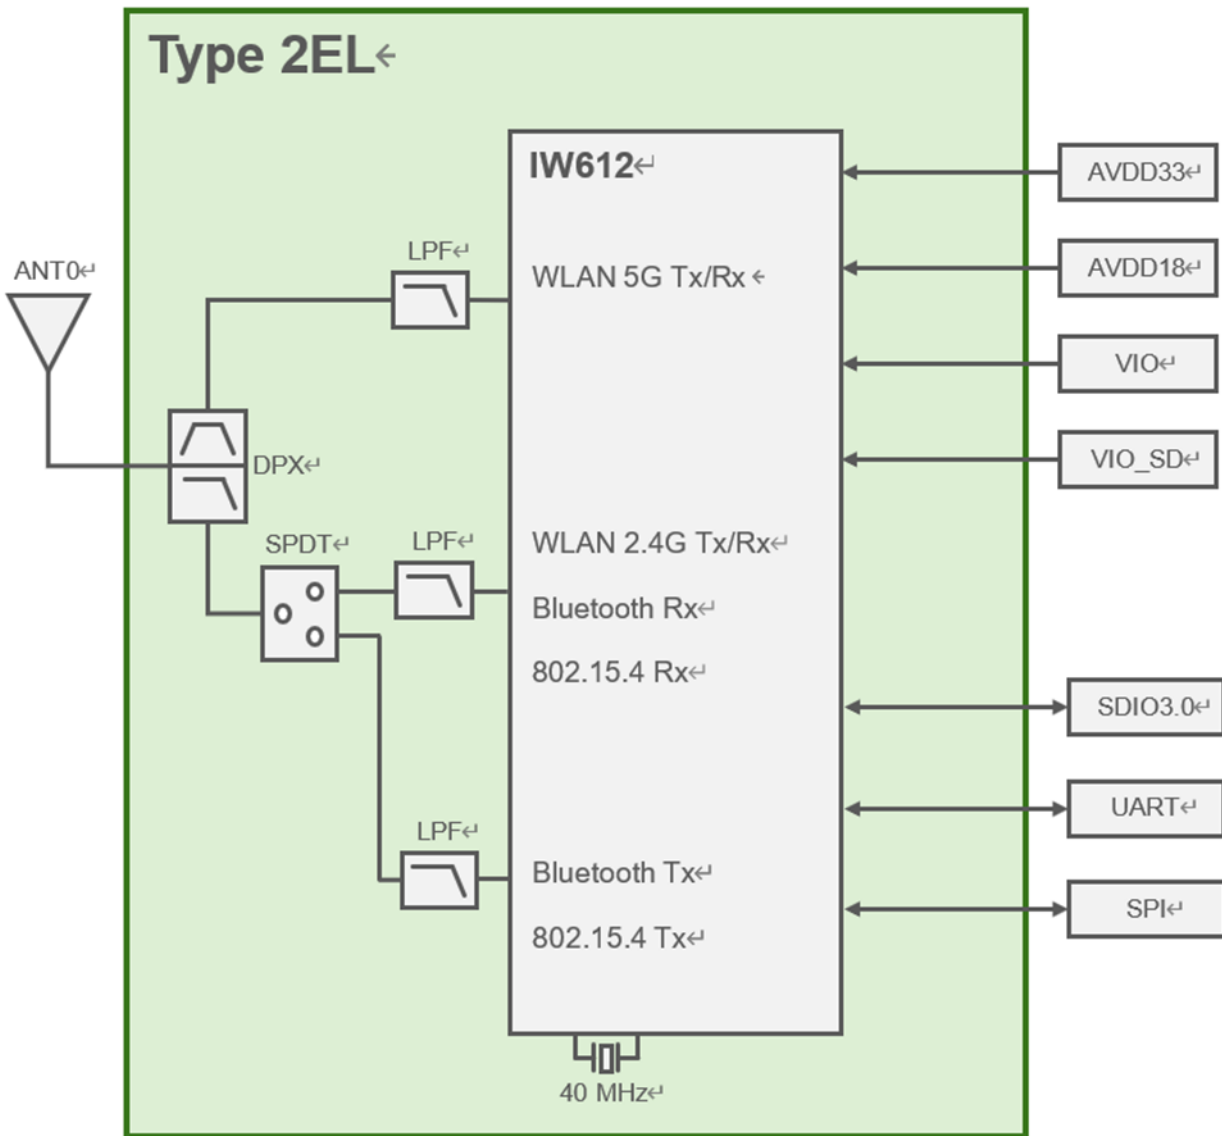 Type 2EL←
IW612↵
AVDD33↵
LPF↵
ANT0↵
WLAN 5G Tx/Rx ←
AVDD18↵
VIO↵
DPX↵
VIO_SD↵
SPDT↵
LPF↵
WLAN 2.4G Tx/Rx↵
Bluetooth Rx↵
802.15.4 Rx↵
SDIO3.0↵
UART↵
LPF↵
Bluetooth Tx↵
SPI↵
802.15.4 Tx↵
40 MHz↵